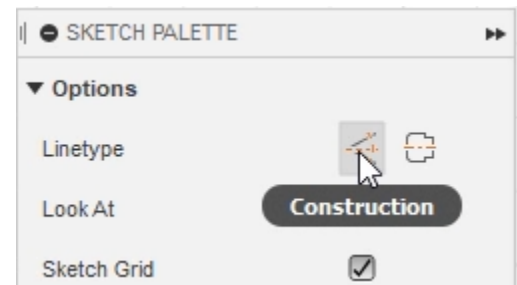 SKETCH PALETTE
Options
Linetype
Look At
Construction
Sketch Grid